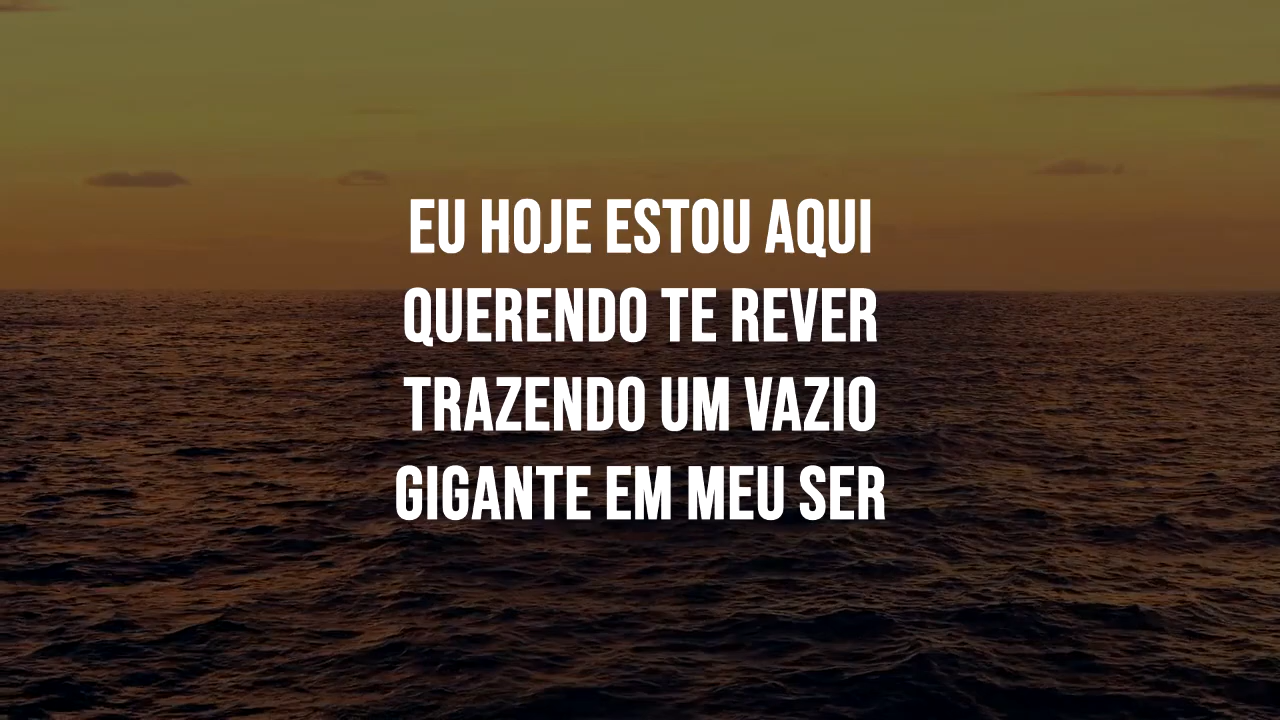 EU HOJE ESTOU AQUI
QUERENDO TE REVER
TRAZENDO UM VAZIO
GIGANTE EM MEU SER